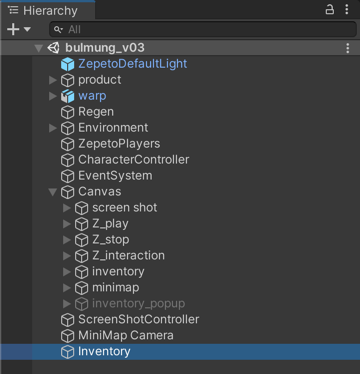 Hierarchy
All
bulmung_v03
ZepetoDefaultLight
product
warp
Regen
Environment
ZepetoPlayers
CharacterController
EventSystem
Canvas
screen shot
Z_play
Z_stop
Z_interaction
inventory
minimap
inventory_popup
ScreenShotController
MiniMap Camera
Inventory